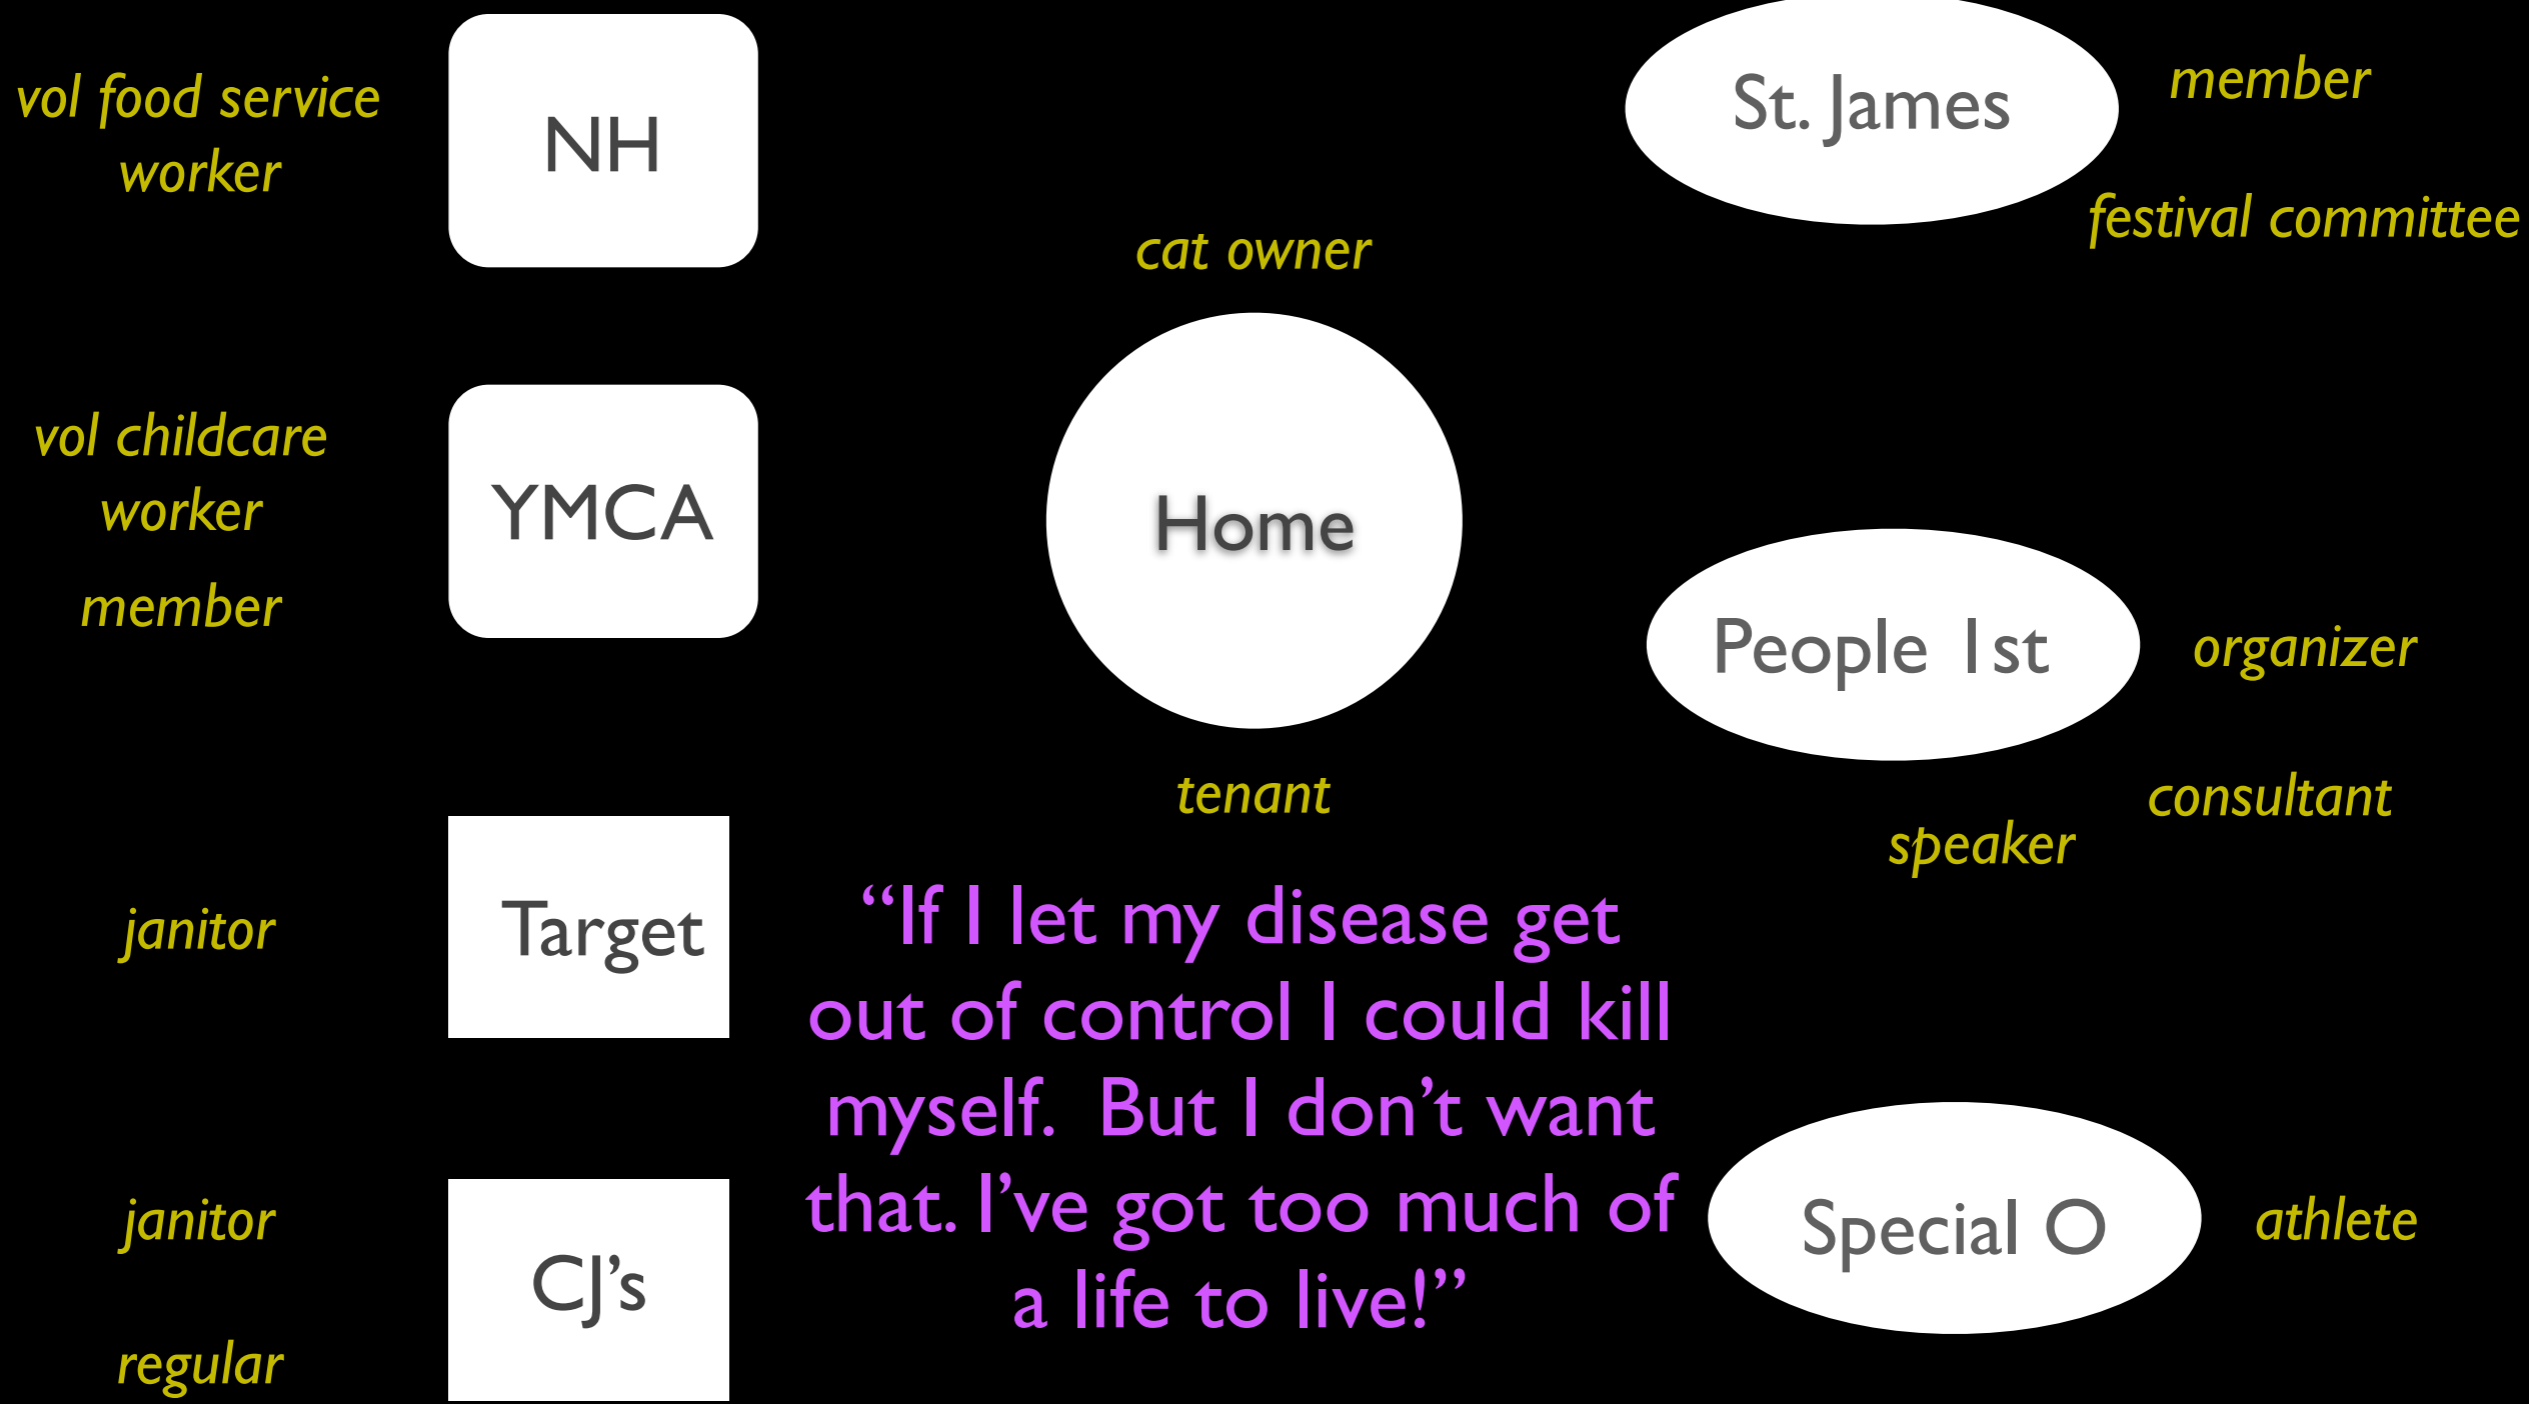 vol food service
worker
NH
vol childcare
worker
member
YMCA
janitor
Target
janitor
regular
CJ’s
cat owner
Home
tenant
“If I let my disease get
out of control I could kill
myself.  But I don’t want
that. I’ve got too much of
a life to live!”
St. James
member
festival committee
People 1st
organizer
consultant
speaker
Special O
athlete